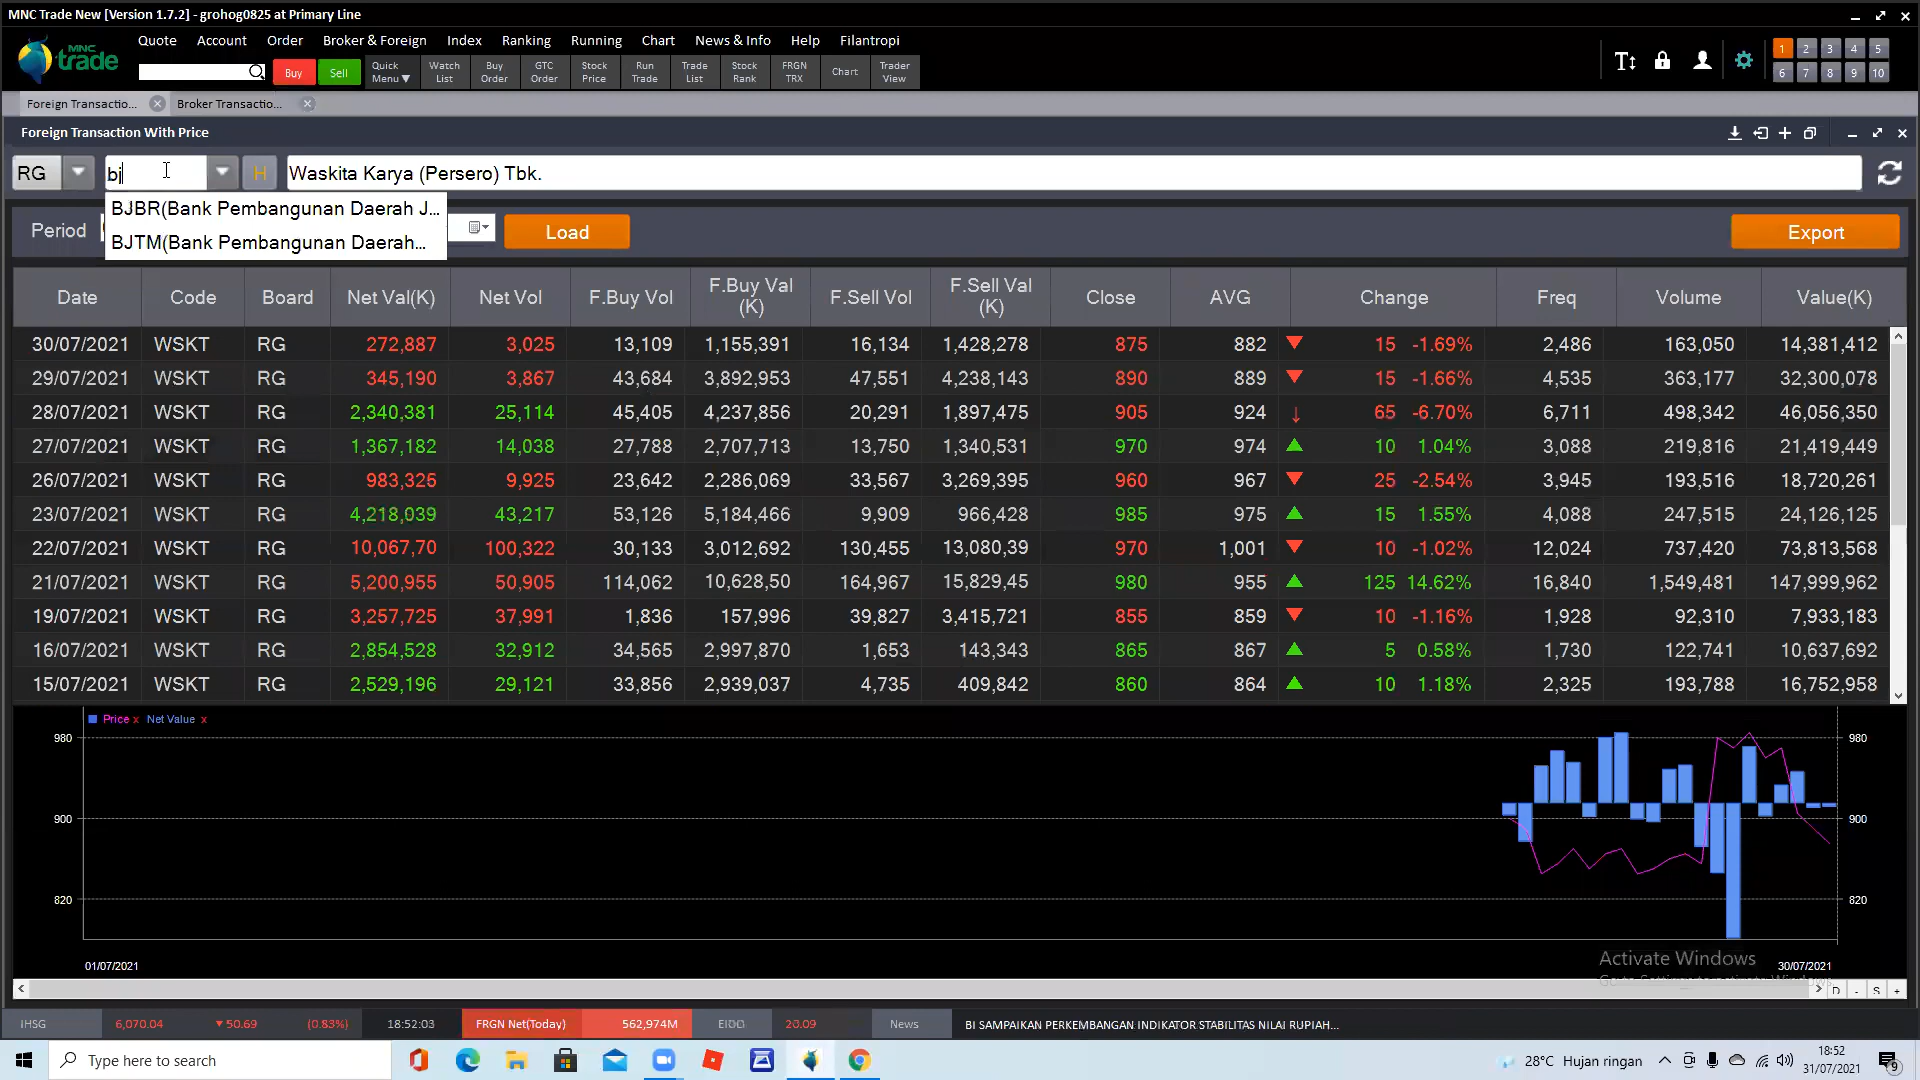 MNC Trade New [Version 1.7.2] - grohog0825 at Primary Line
MNC trade
Quote Account Order Broker & Foreign Index Ranking Running Chart News & Info Help Filantropi
Buy Sell Quick Menu▼ Watch List Buy Order GTC Order Stock Price Run Trade Trade List Stock Rank FRGN TRX Chart Trader View
1 2 3 4 5
6 7 8 9 10
Foreign Transactio... Broker Transactio...
Foreign Transaction With Price
RG bj H Waskita Karya (Persero) Tbk.
BJBR(Bank Pembangunan Daerah J...
BJTM(Bank Pembangunan Daerah...
Period Load Export
Date Code Board Net Val(K) Net Vol F.Buy Vol F.Buy Val (K) F.Sell Vol F.Sell Val (K) Close AVG Change Freq Volume Value(K)
30/07/2021 WSKT RG 272,887 3,025 13,109 1,155,391 16,134 1,428,278 875 882 15 -1.69% 2,486 163,050 14,381,412
29/07/2021 WSKT RG 345,190 3,867 43,684 3,892,953 47,551 4,238,143 890 889 15 -1.66% 4,535 363,177 32,300,078
28/07/2021 WSKT RG 2,340,381 25,114 45,405 4,237,856 20,291 1,897,475 905 924 65 -6.70% 6,711 498,342 46,056,350
27/07/2021 WSKT RG 1,367,182 14,038 27,788 2,707,713 13,750 1,340,531 970 974 10 1.04% 3,088 219,816 21,419,449
26/07/2021 WSKT RG 983,325 9,925 23,642 2,286,069 33,567 3,269,395 960 967 25 -2.54% 3,945 193,516 18,720,261
23/07/2021 WSKT RG 4,218,039 43,217 53,126 5,184,466 9,909 966,428 985 975 15 1.55% 4,088 247,515 24,126,125
22/07/2021 WSKT RG 10,067,70 100,322 30,133 3,012,692 130,455 13,080,39 970 1,001 10 -1.02% 12,024 737,420 73,813,568
21/07/2021 WSKT RG 5,200,955 50,905 114,062 10,628,50 164,967 15,829,45 980 955 125 14.62% 16,840 1,549,481 147,999,962
19/07/2021 WSKT RG 3,257,725 37,991 1,836 157,996 39,827 3,415,721 855 859 10 -1.16% 1,928 92,310 7,933,183
16/07/2021 WSKT RG 2,854,528 32,912 34,565 2,997,870 1,653 143,343 865 867 5 0.58% 1,730 122,741 10,637,692
15/07/2021 WSKT RG 2,529,196 29,121 33,856 2,939,037 4,735 409,842 860 864 10 1.18% 2,325 193,788 16,752,958
Price x Net Value x
980 980
900 900
820 820
01/07/2021 30/07/2021
Activate Windows
D - S +
IHSG 6,070.04 ▼50.69 (0.83%) 18:52:03 FRGN Net(Today) 562,974M EIDO 20.09 News BI SAMPAIKAN PERKEMBANGAN INDIKATOR STABILITAS NILAI RUPIAH...
Type here to search 28°C Hujan ringan 18:52
31/07/2021 9